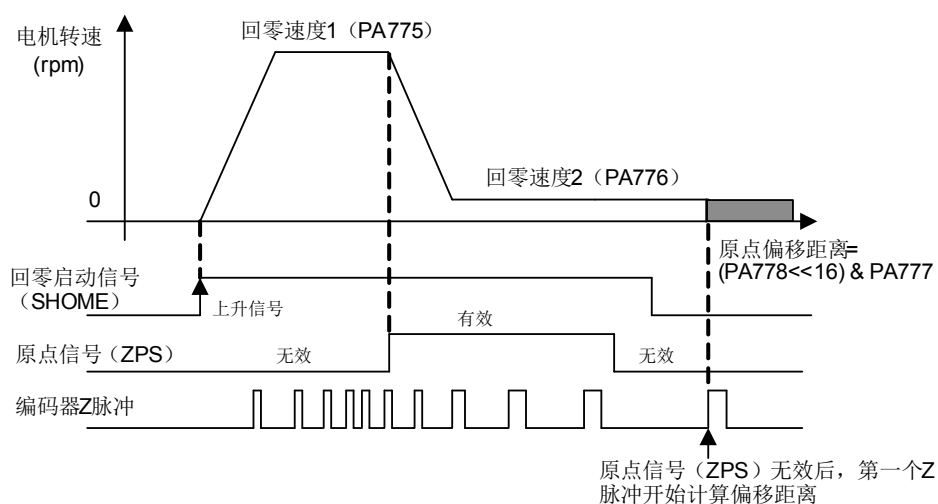 电机转速
(rpm)
回零速度1（PA775）
回零速度2（PA776）
0
原点偏移距离=
(PA778<<16) & PA777
回零启动信号
（SHOME）
上升信号
有效
原点信号（ZPS）
无效
无效
编码器Z脉冲
原点信号（ZPS）无效后，第一个Z
脉冲开始计算偏移距离